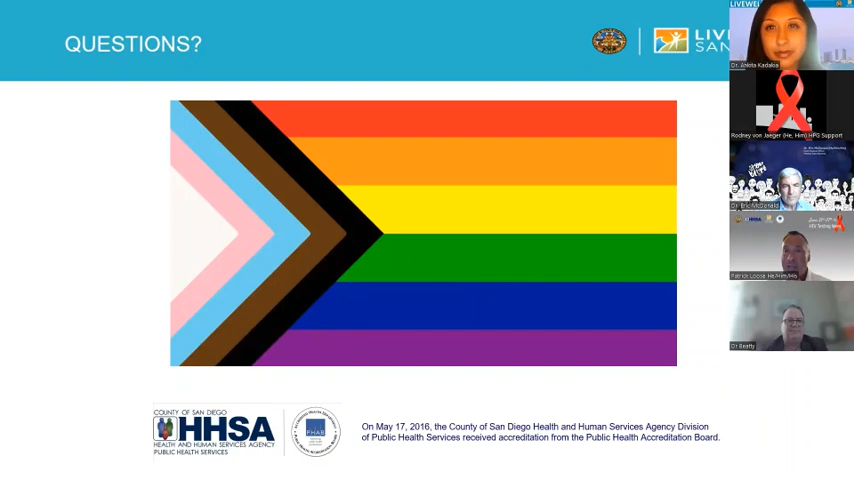 QUESTIONS?
LIVE
SAN
LIVEWELL
Dr. Ankita Kadakia
Rodney von Jaeger (He, Him) HPG Support
Dr. Eric McDonald
Patrick Loose He/Him/His
Dr Beatty
COUNTY OF SAN DIEGO
HHSA
HEALTH AND HUMAN SERVICES AGENCY
PUBLIC HEALTH SERVICES
PHAB
On May 17, 2016, the County of San Diego Health and Human Services Agency Division
of Public Health Services received accreditation from the Public Health Accreditation Board.